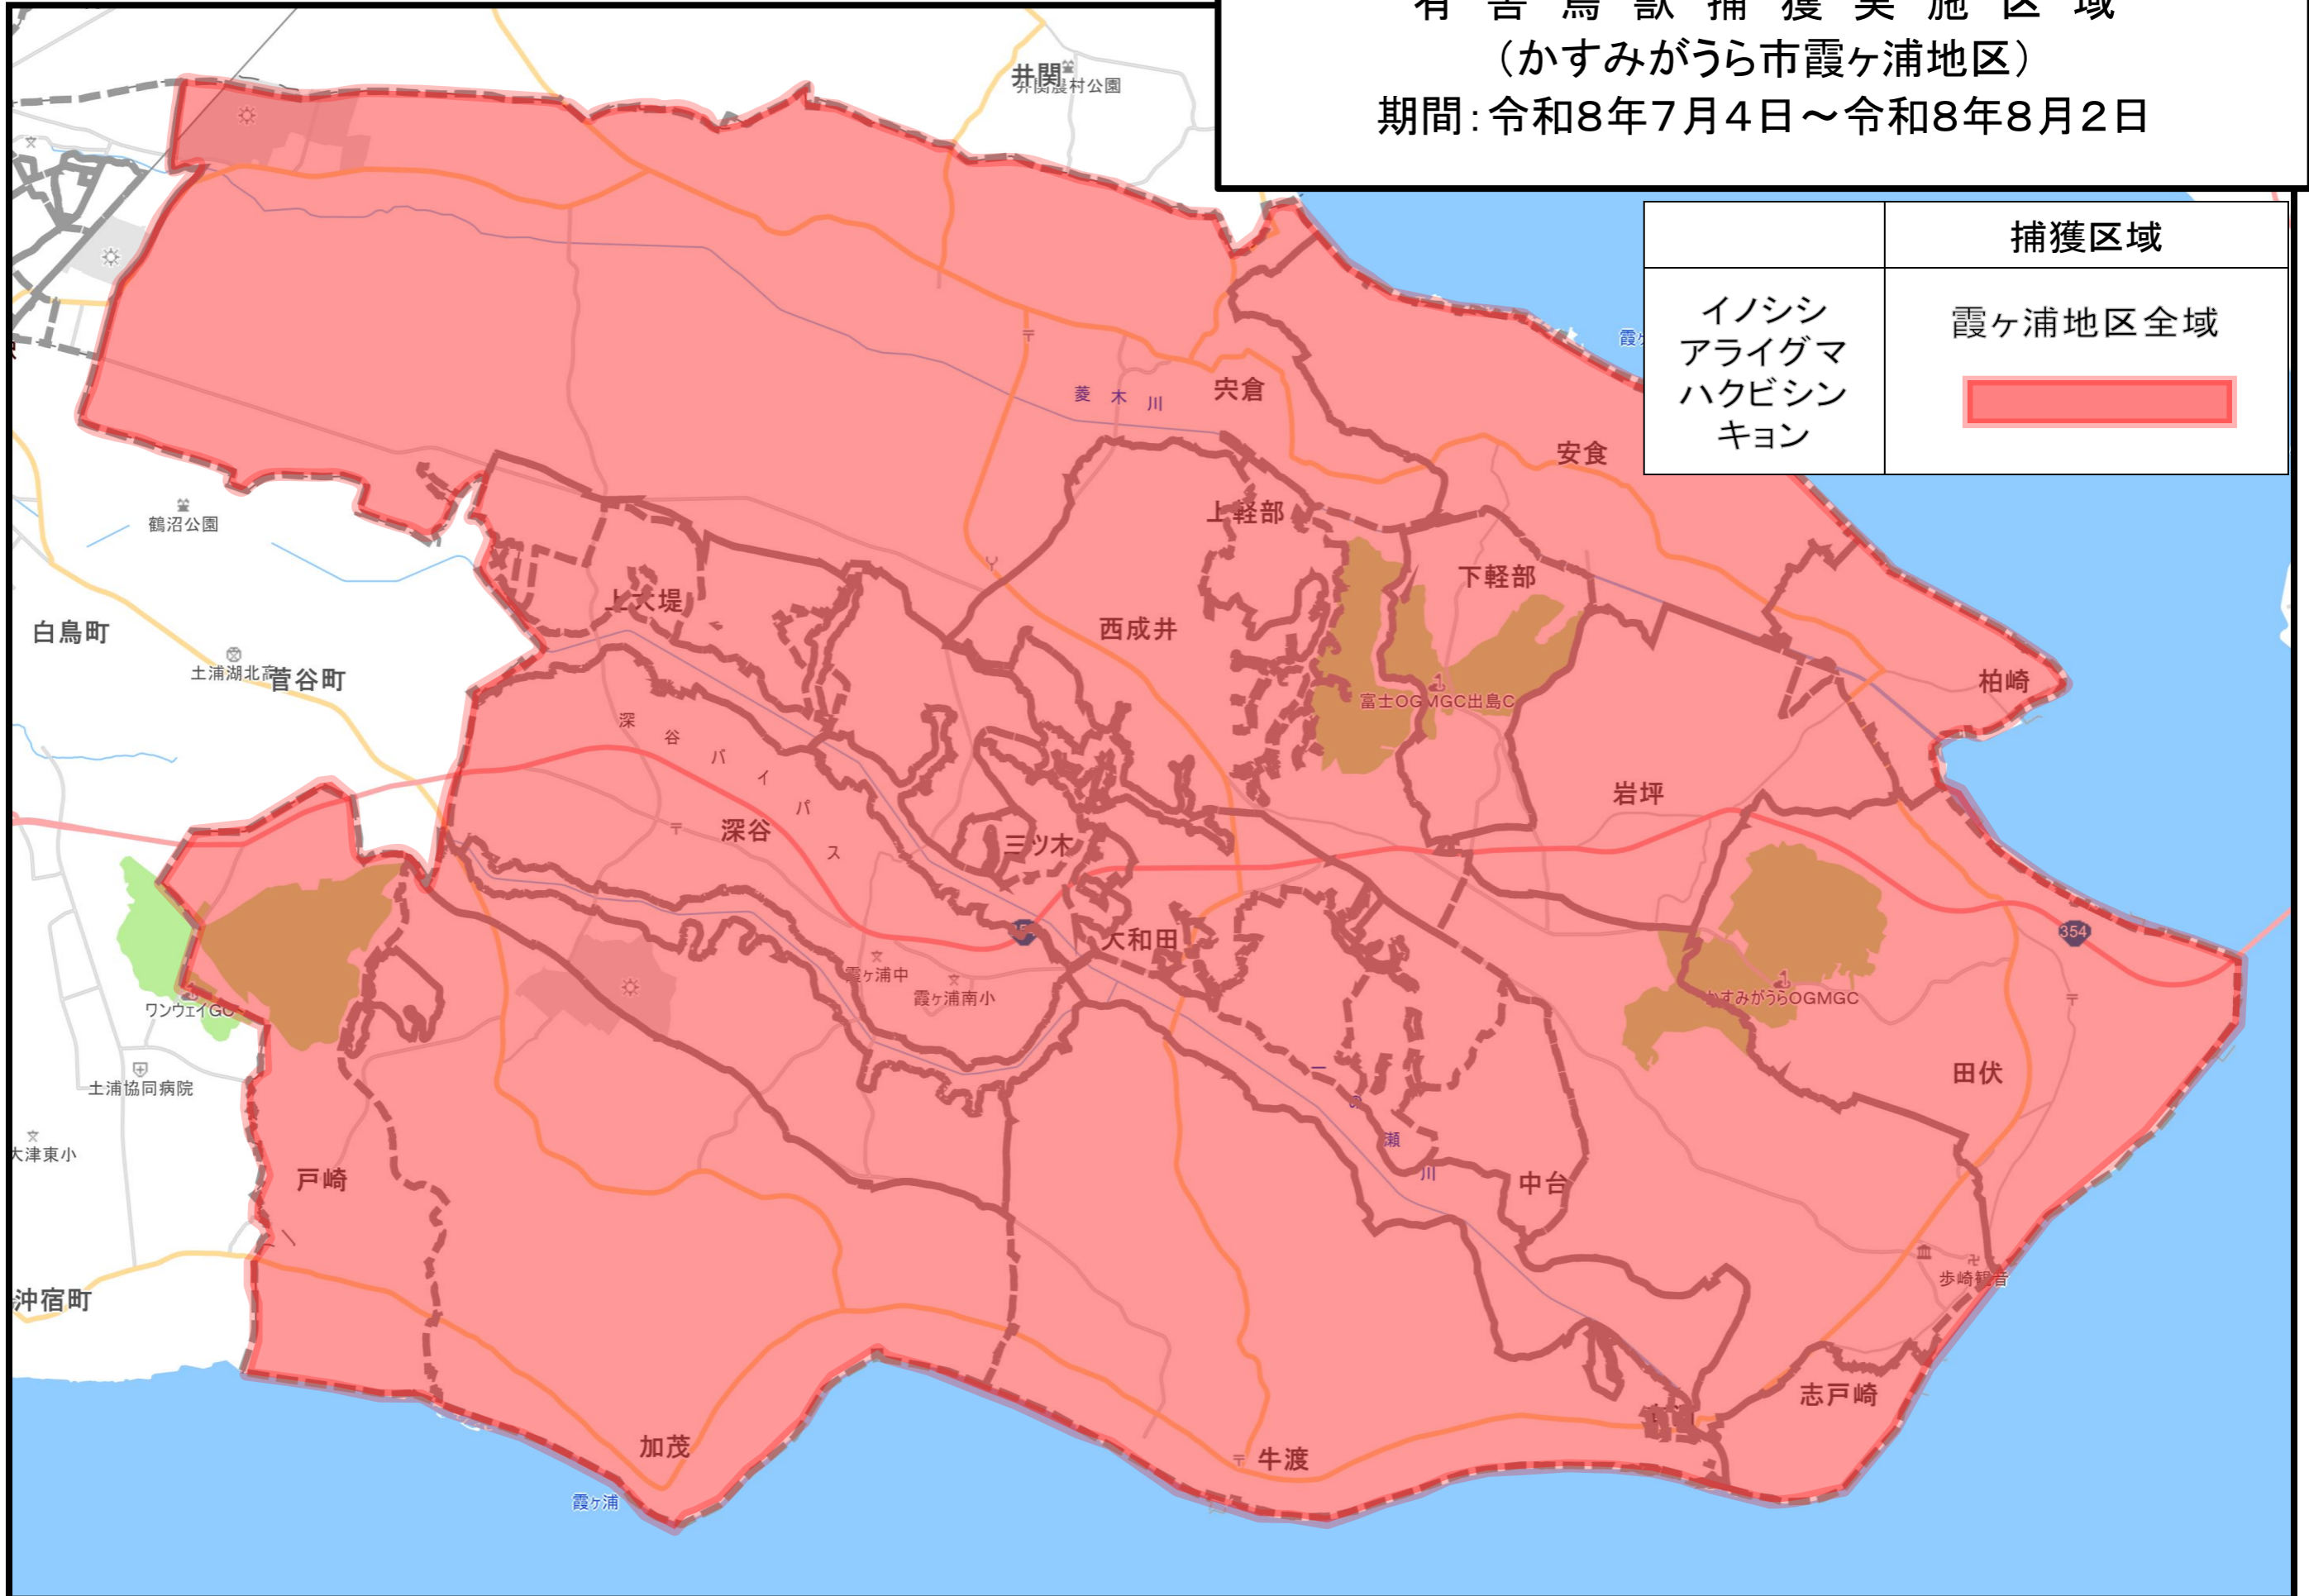 有害鳥獣捕獲実施区域
(かすみがうら市霞ヶ浦地区)
期間:令和8年7月4日~令和8年8月2日
捕獲区域
イノシシ
アライグマ
ハクビシン
キョン
霞ヶ浦地区全域
井関
井関農村公園
宍倉
菱木川
安食
上軽部
下軽部
鶴沼公園
白鳥町
土浦湖北高
菅谷町
上大堤
西成井
柏崎
富士OGMGC出島C
深谷バイパス
岩坪
深谷
三ツ木
大和田
354
霞ヶ浦中
霞ヶ浦南小
かすみがうらOGMGC
ワンウェイGC
田伏
土浦協同病院
一の瀬川
大津東小
戸崎
中台
歩崎観音
沖宿町
志戸崎
加茂
牛渡
霞ヶ浦